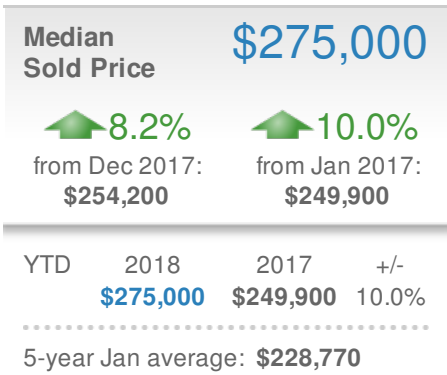 Median $275,000
Sold Price
8.2% 10.0%
from Dec 2017: from Jan 2017:
$254,200 $249,900
YTD 2018 2017 +/-
$275,000 $249,900 10.0%
5-year Jan average: $228,770